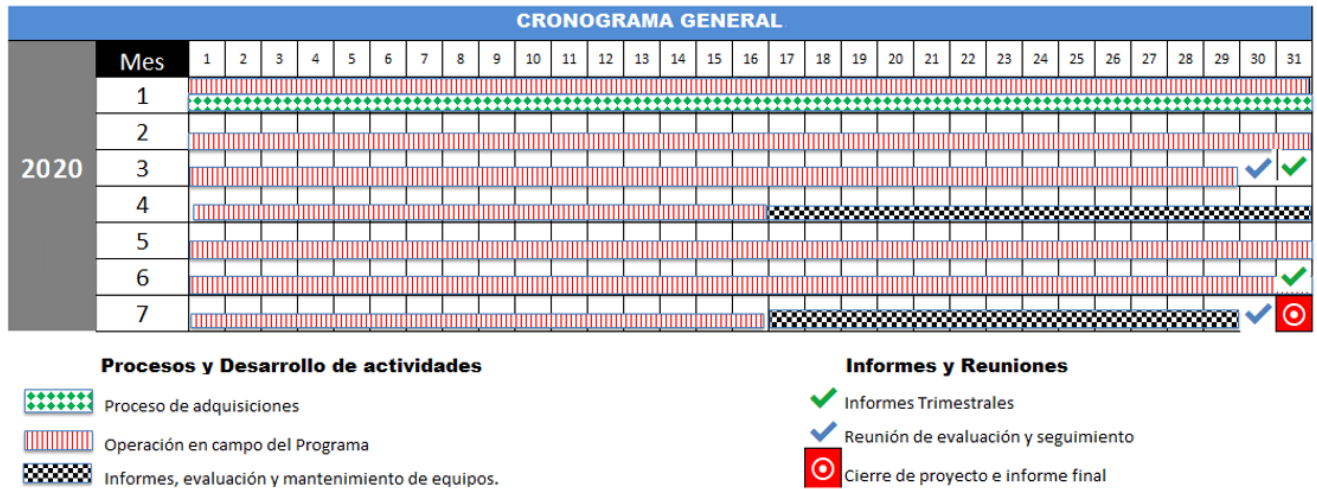 CRONOGRAMA GENERAL
2020
Mes 1 2 3 4 5 6 7 8 9 10 11 12 13 14 15 16 17 18 19 20 21 22 23 24 25 26 27 28 29 30 31
1
2
3
4
5
6
7
Procesos y Desarrollo de actividades
Proceso de adquisiciones
Operación en campo del Programa
Informes, evaluación y mantenimiento de equipos.
Informes y Reuniones
Informes Trimestrales
Reunión de evaluación y seguimiento
Cierre de proyecto e informe final